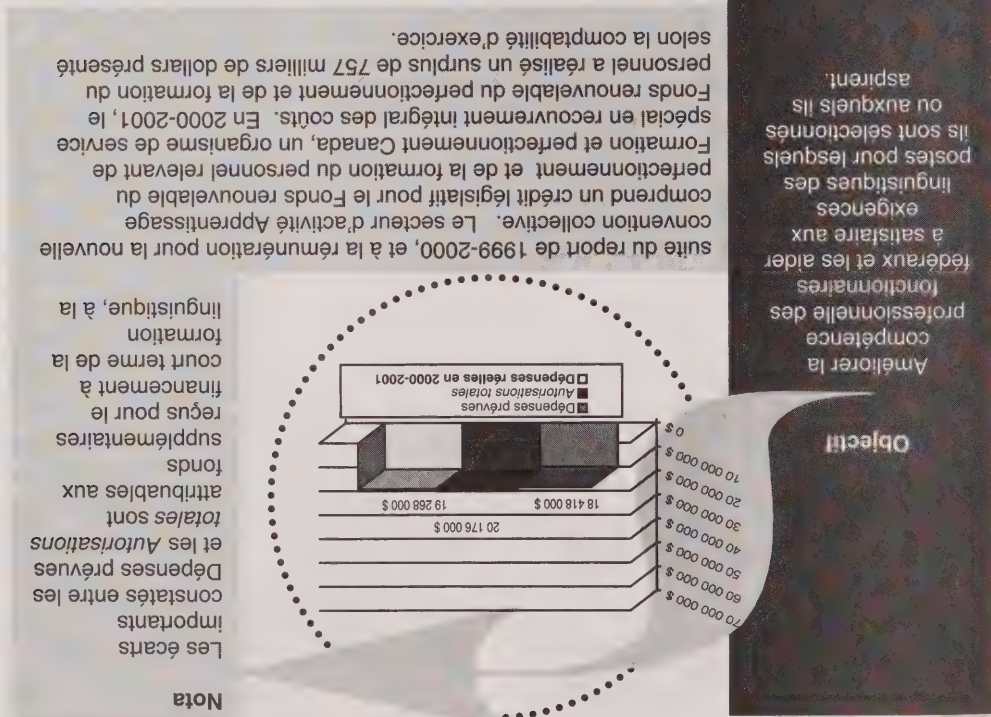 Objectif
Améliorer la
compétence
professionnelle des
fonctionnaires
fédéraux et les aider
à satisfaire aux
exigences
linguistiques des
postes pour lesquels
ils sont sélectionnés
ou auxquels ils
aspirent.
70 000 000 $
60 000 000 $
50 000 000 $
40 000 000 $
30 000 000 $
20 000 000 $
10 000 000 $
0 $
20 176 000 $
18 418 000 $
19 268 000 $
Dépenses prévues
Autorisations totales
Dépenses réelles en 2000-2001
Nota
Les écarts
importants
constatés entre les
Dépenses prévues
et les Autorisations
totales sont
attribuables aux
fonds
supplémentaires
reçus pour le
financement à
court terme de la
formation
linguistique, à la
suite du report de 1999-2000, et à la rémunération pour la nouvelle
convention collective. Le secteur d'activité Apprentissage
comprend un crédit législatif pour le Fonds renouvelable du
perfectionnement et de la formation du personnel relevant de
Formation et perfectionnement Canada, un organisme de service
spécial en recouvrement intégral des coûts. En 2000-2001, le
Fonds renouvelable du perfectionnement et de la formation du
personnel a réalisé un surplus de 757 milliers de dollars présenté
selon la comptabilité d'exercice.